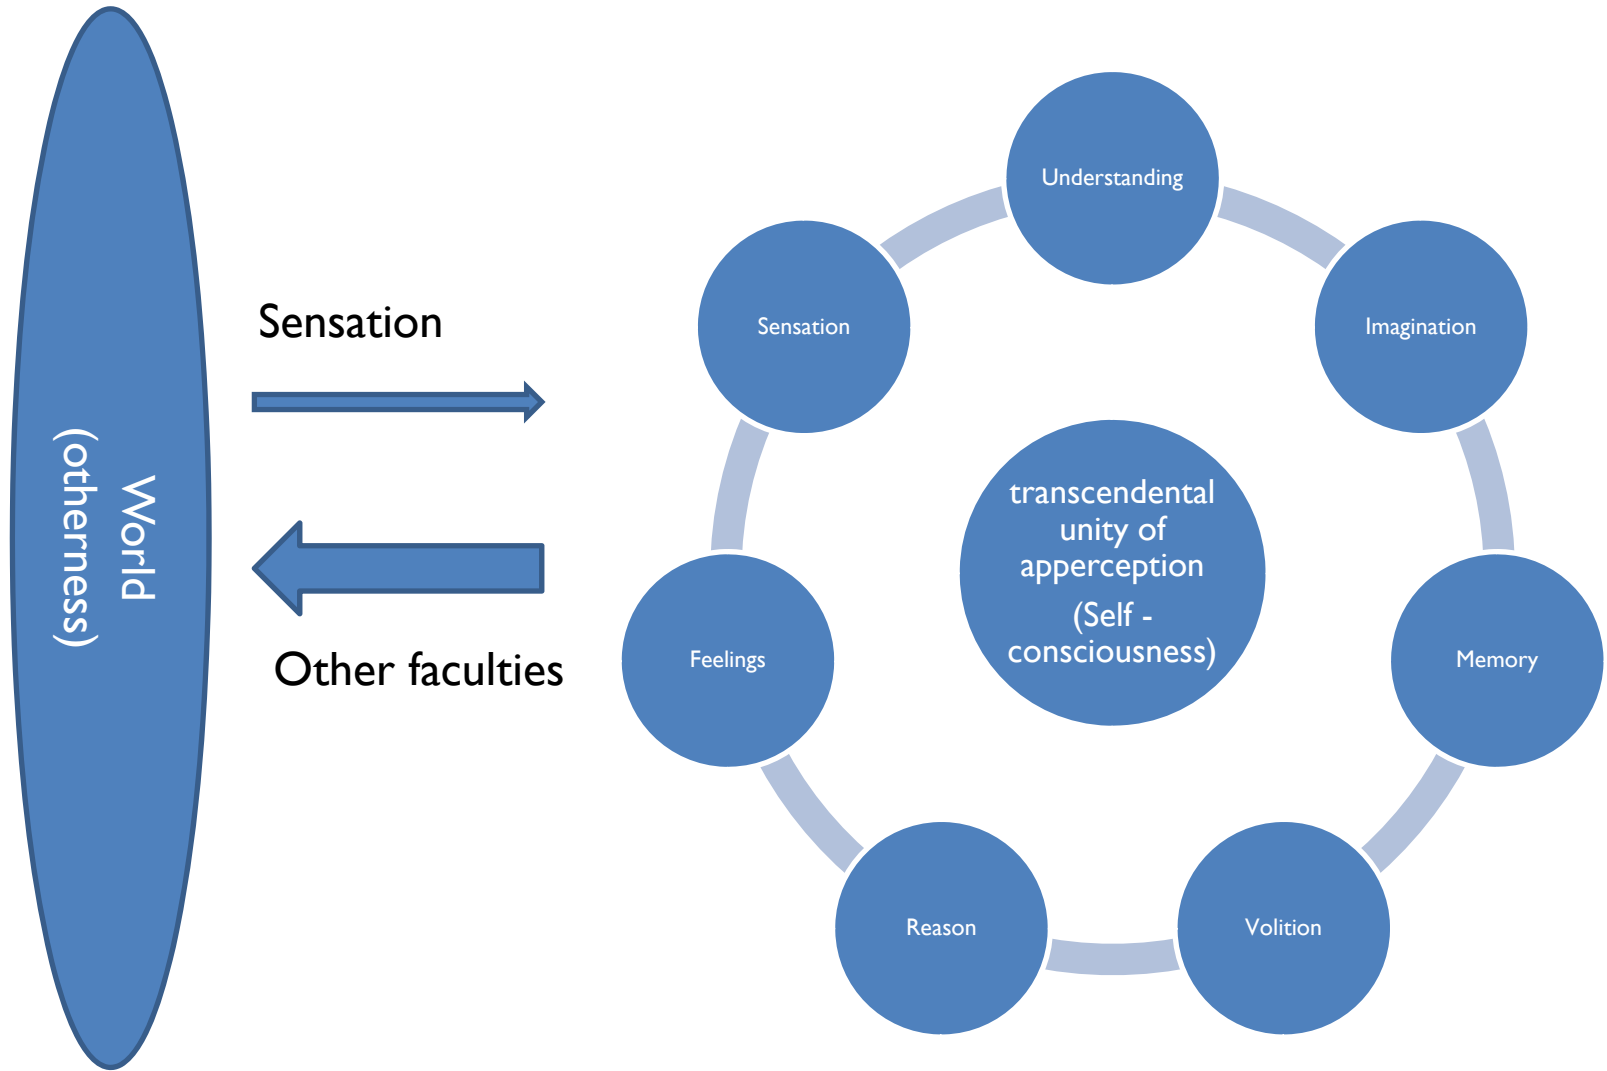 World
(otherness)
Sensation
Other faculties
Understanding
Sensation
Imagination
transcendental
unity of
apperception
(Self -
consciousness)
Feelings
Memory
Reason
Volition